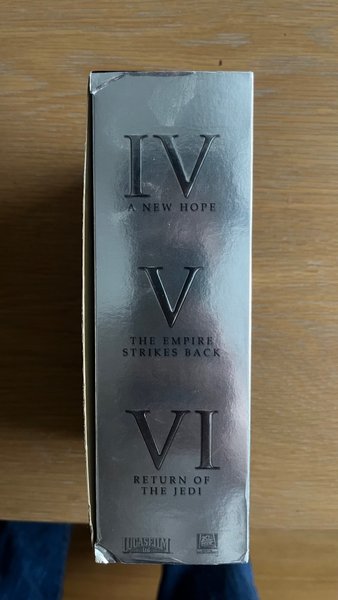 IV
A NEW HOPE
V
THE EMPIRE
STRIKES BACK
VI
RETURN OF
THE JEDI
LUCASFILM